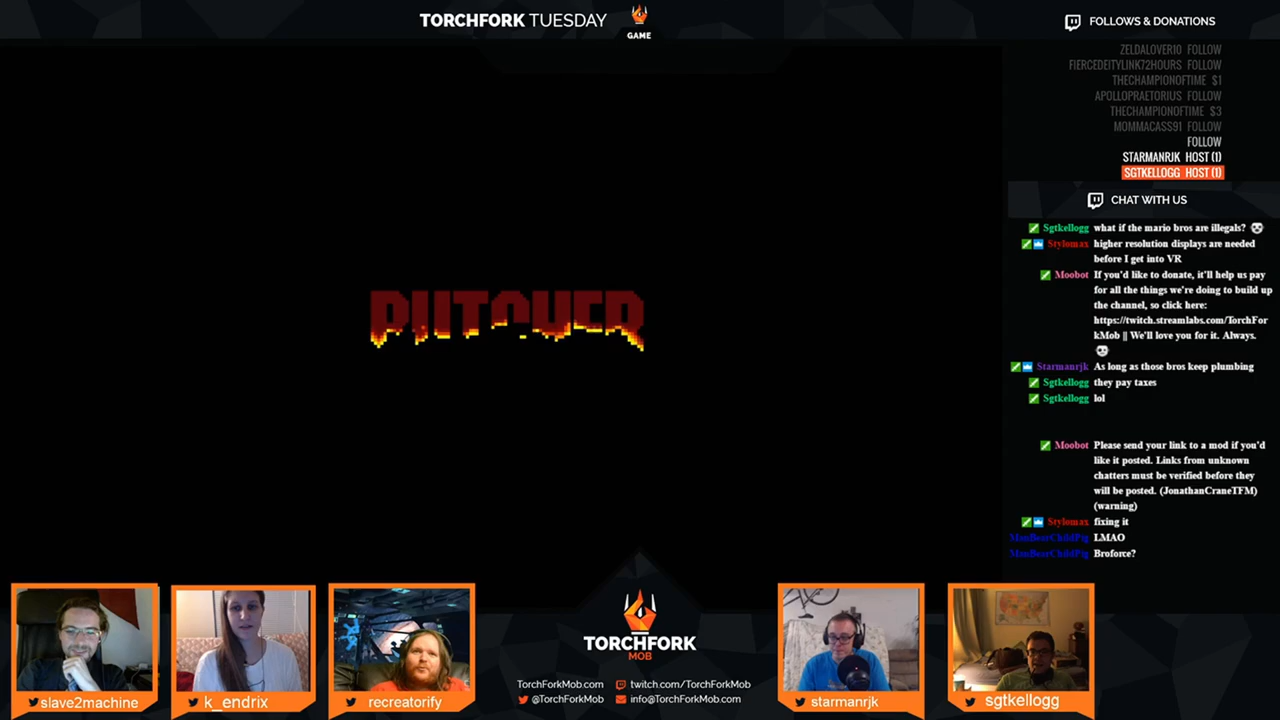 TORCHFORK TUESDAY
GAME
FOLLOWS & DONATIONS
ZELDALOVER10 FOLLOW
FIERCEDEITYLINK72HOURS FOLLOW
THECHAMPIONOFTIME $1
APOLLOPRAETORIUS FOLLOW
THECHAMPIONOFTIME $3
MOMMACASS91 FOLLOW
FOLLOW
STARMANRJK HOST (1)
SGTKELLOGG HOST (1)
CHAT WITH US
Sgtkellogg what if the mario bros are illegals?
Stylomax higher resolution displays are needed
before I get into VR
Moobot If you'd like to donate, it'll help us pay
for all the things we're doing to build up
the channel, so click here:
https://twitch.streamlabs.com/TorchFor
kMob || We'll love you for it. Always.
Starmanrjk As long as those bros keep plumbing
Sgtkellogg they pay taxes
Sgtkellogg lol
Moobot Please send your link to a mod if you'd
like it posted. Links from unknown
chatters must be verified before they
will be posted. (JonathanCraneTFM)
(warning)
Stylomax fixing it
ManBearChildPig LMAO
ManBearChildPig Broforce?
TORCHFORK
MOB
TorchForkMob.com twitch.com/TorchForkMob
@TorchForkMob info@TorchForkMob.com
slave2machine
k_endrix
recreatorify
starmanrjk
sgtkellogg